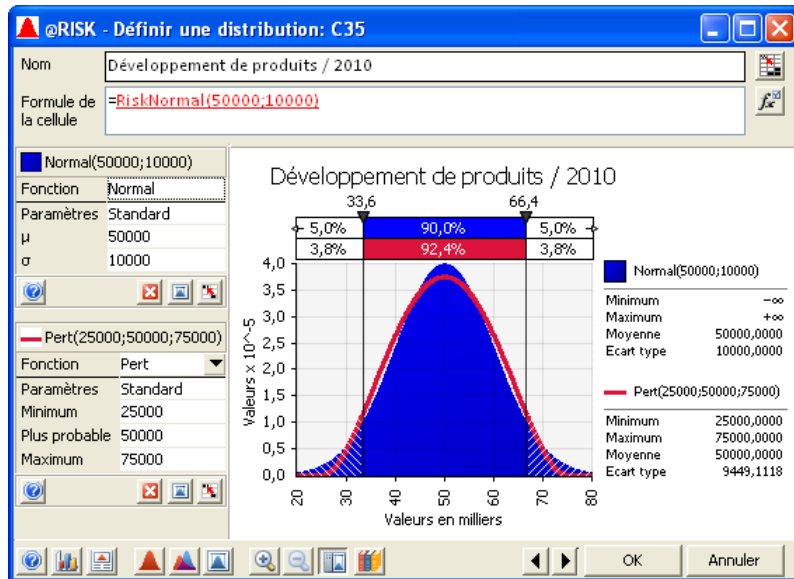 @RISK - Définir une distribution: C35
Nom
Développement de produits / 2010
Formule de la cellule
=RiskNormal(50000;10000)
Normal(50000;10000)
Fonction Normal
Paramètres Standard
μ 50000
σ 10000
Pert(25000;50000;75000)
Fonction Pert
Paramètres Standard
Minimum 25000
Plus probable 50000
Maximum 75000
Développement de produits / 2010
33,6 66,4
5,0% 90,0% 5,0%
3,8% 92,4% 3,8%
Valeurs x 10^-5
4,0
3,5
3,0
2,5
2,0
1,5
1,0
0,5
0,0
20 30 40 50 60 70 80
Valeurs en milliers
Normal(50000;10000)
Minimum -∞
Maximum +∞
Moyenne 50000,0000
Ecart type 10000,0000
Pert(25000;50000;75000)
Minimum 25000,0000
Maximum 75000,0000
Moyenne 50000,0000
Ecart type 9449,1118
OK Annuler